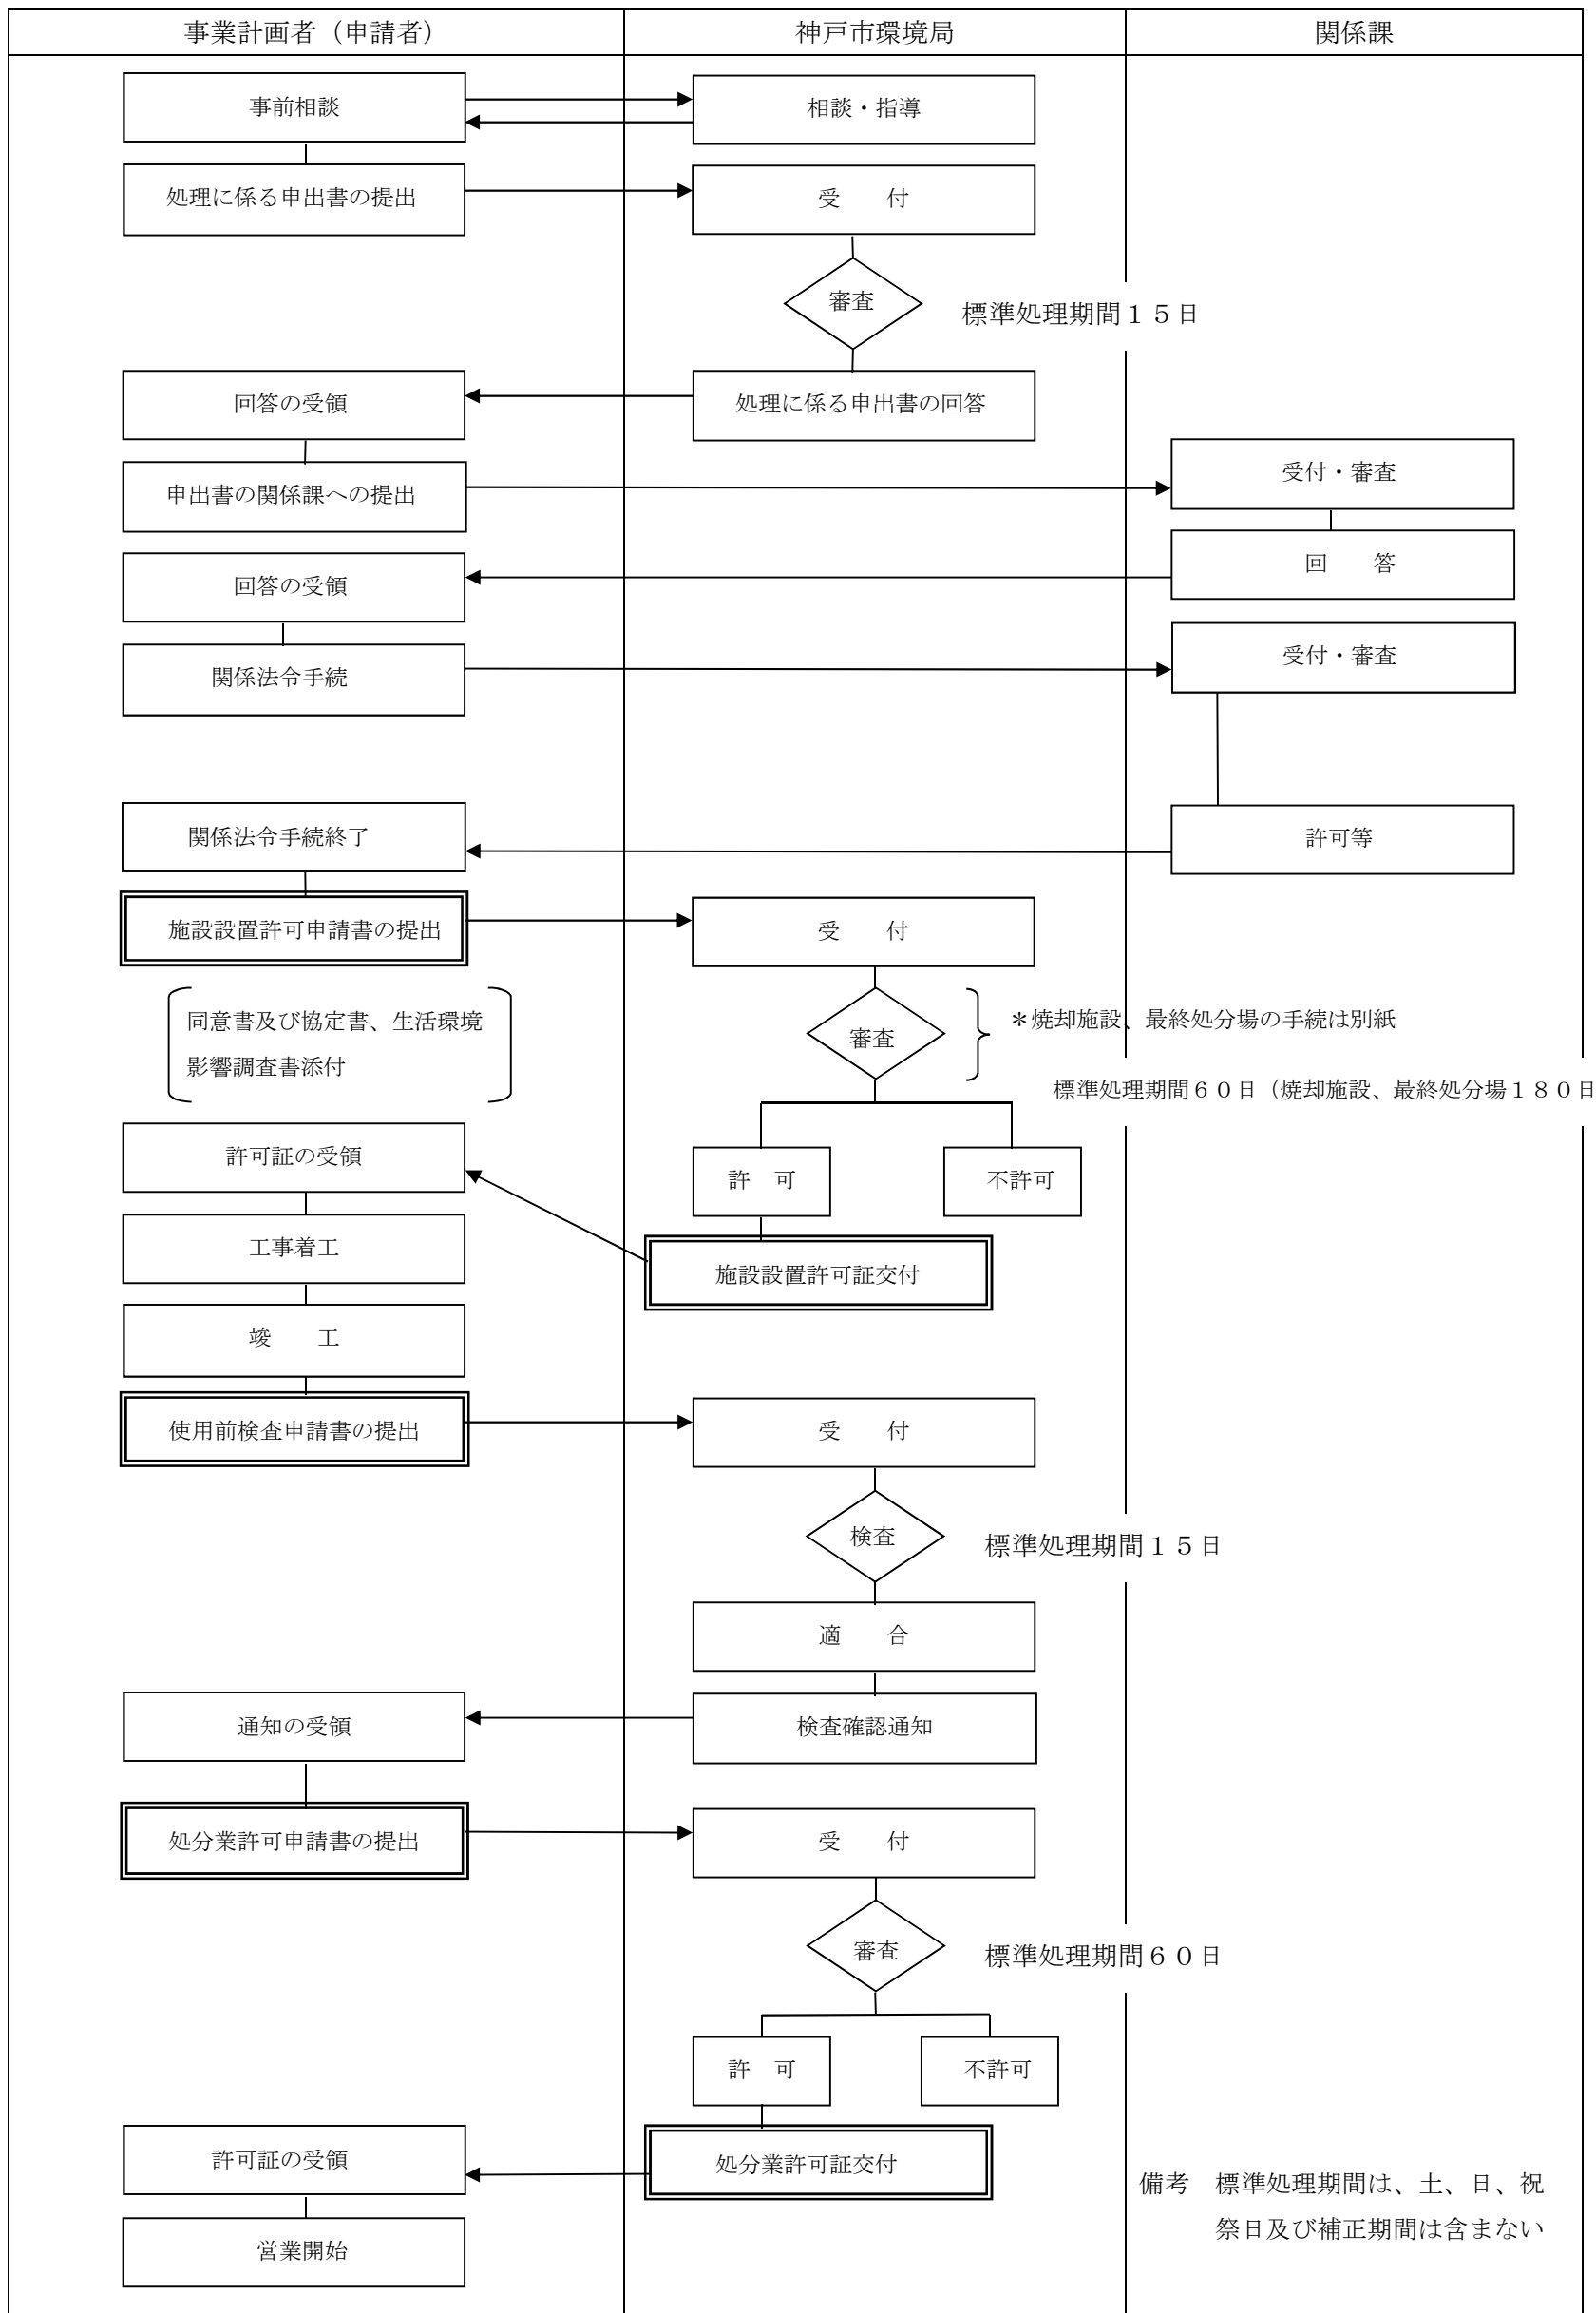 事業計画者（申請者）
神戸市環境局
関係課
事前相談
相談・指導
処理に係る申出書の提出
受　　付
審査
標準処理期間１５日
回答の受領
処理に係る申出書の回答
受付・審査
申出書の関係課への提出
回　　答
回答の受領
受付・審査
関係法令手続
関係法令手続終了
許可等
施設設置許可申請書の提出
受　　付
同意書及び協定書、生活環境
影響調査書添付
審査
＊焼却施設、最終処分場の手続は別紙
標準処理期間６０日（焼却施設、最終処分場１８０日
許可証の受領
許　可
不許可
工事着工
施設設置許可証交付
竣　　工
使用前検査申請書の提出
受　　付
検査
標準処理期間１５日
適　　合
通知の受領
検査確認通知
処分業許可申請書の提出
受　　付
審査
標準処理期間６０日
許　可
不許可
許可証の受領
処分業許可証交付
備考　標準処理期間は、土、日、祝
祭日及び補正期間は含まない
営業開始